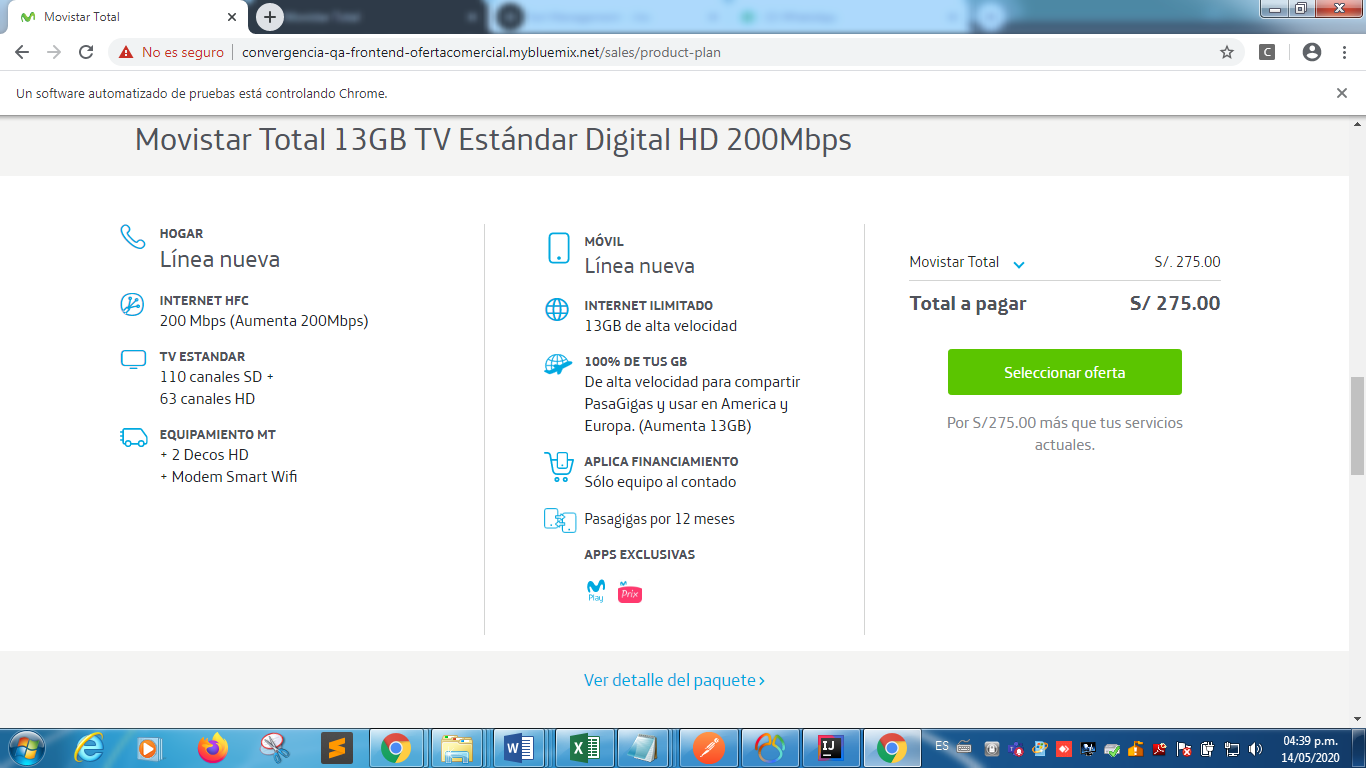 Movistar Total
Movistar Total
No es seguro
convergencia-qa-frontend-ofertacomercial.mybluemix.net/sales/product-plan
C
Un software automatizado de pruebas está controlando Chrome.
Movistar Total 13GB TV Estándar Digital HD 200Mbps
HOGAR
Línea nueva
INTERNET HFC
200 Mbps (Aumenta 200Mbps)
TV ESTANDAR
110 canales SD +
63 canales HD
EQUIPAMIENTO MT
+ 2 Decos HD
+ Modem Smart Wifi
MÓVIL
Línea nueva
INTERNET ILIMITADO
13GB de alta velocidad
100% DE TUS GB
De alta velocidad para compartir
PasaGigas y usar en America y
Europa. (Aumenta 13GB)
APLICA FINANCIAMIENTO
Sólo equipo al contado
Pasagigas por 12 meses
APPS EXCLUSIVAS
Play
Prix
Movistar Total
S/. 275.00
Total a pagar
S/ 275.00
Seleccionar oferta
Por S/275.00 más que tus servicios
actuales.
Ver detalle del paquete ›
ES
04:39 p.m.
14/05/2020